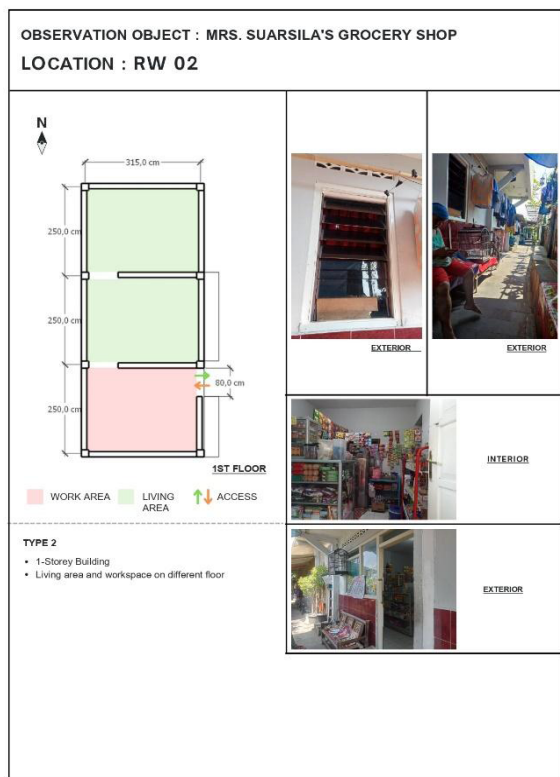 OBSERVATION OBJECT : MRS. SUARSILA'S GROCERY SHOP
LOCATION : RW 02
N
315,0 cm
250,0 cm
250,0 cm
250,0 cm
80,0 cm
1ST FLOOR
WORK AREA
LIVING AREA
ACCESS
TYPE 2
• 1-Storey Building
• Living area and workspace on different floor
EXTERIOR
EXTERIOR
INTERIOR
EXTERIOR